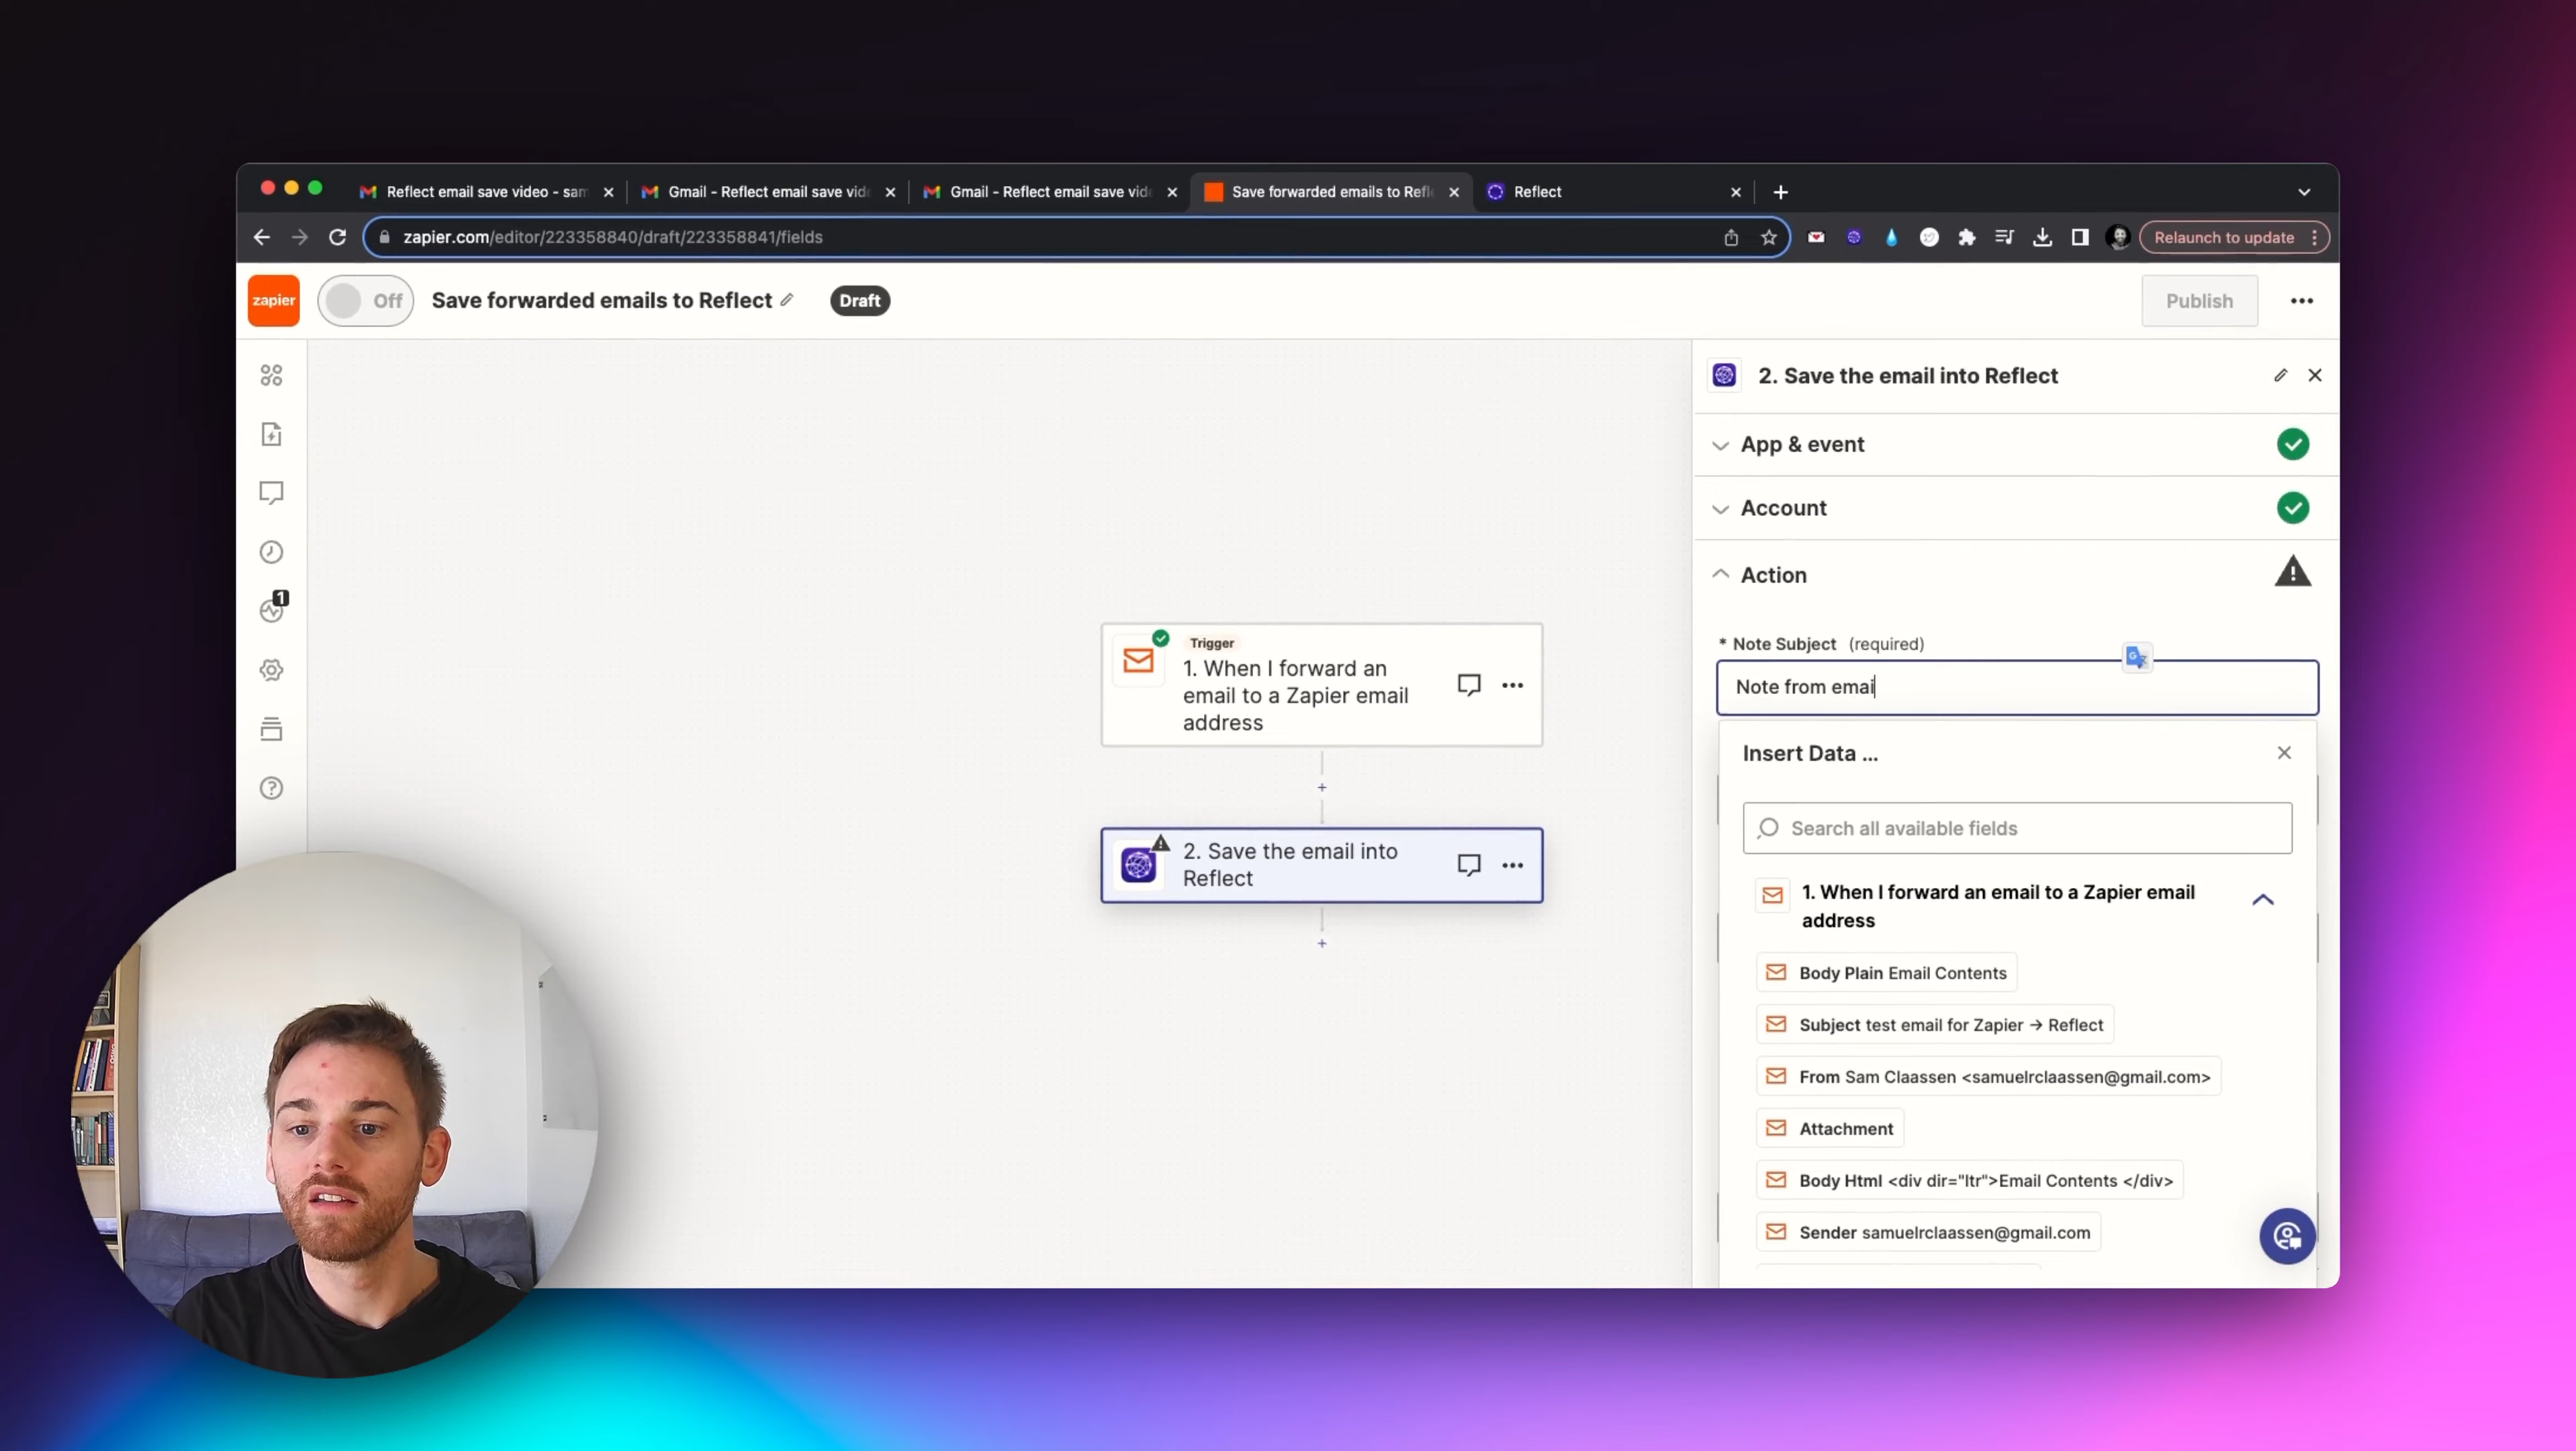 Reflect email save video - sam
Gmail - Reflect email save vid
Gmail - Reflect email save vid
Save forwarded emails to Refl
Reflect
zapier.com/editor/223358840/draft/223358841/fields
Relaunch to update
zapier
Off
Save forwarded emails to Reflect
Draft
Publish
2. Save the email into Reflect
App & event
Account
Action
1
Trigger
1. When I forward an
email to a Zapier email
address
2. Save the email into
Reflect
* Note Subject (required)
Note from emai
Insert Data ...
Search all available fields
1. When I forward an email to a Zapier email
address
Body Plain Email Contents
Subject test email for Zapier → Reflect
From Sam Claassen <samuelrclaassen@gmail.com>
Attachment
Body Html <div dir="ltr">Email Contents </div>
Sender samuelrclaassen@gmail.com